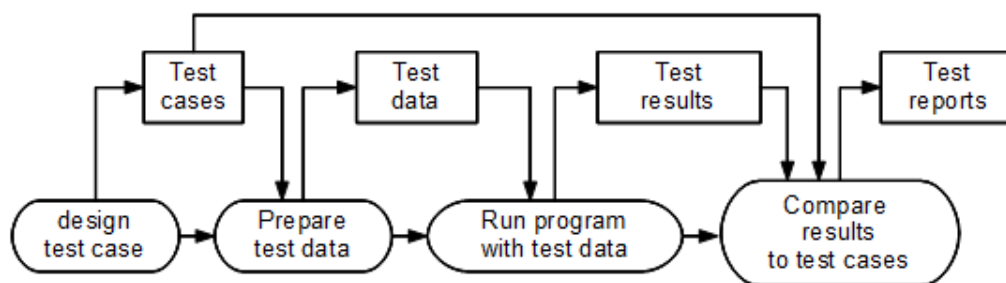 Test
cases
Test
data
Test
results
Test
reports
design
test case
Prepare
test data
Run program
with test data
Compare
results
to test cases